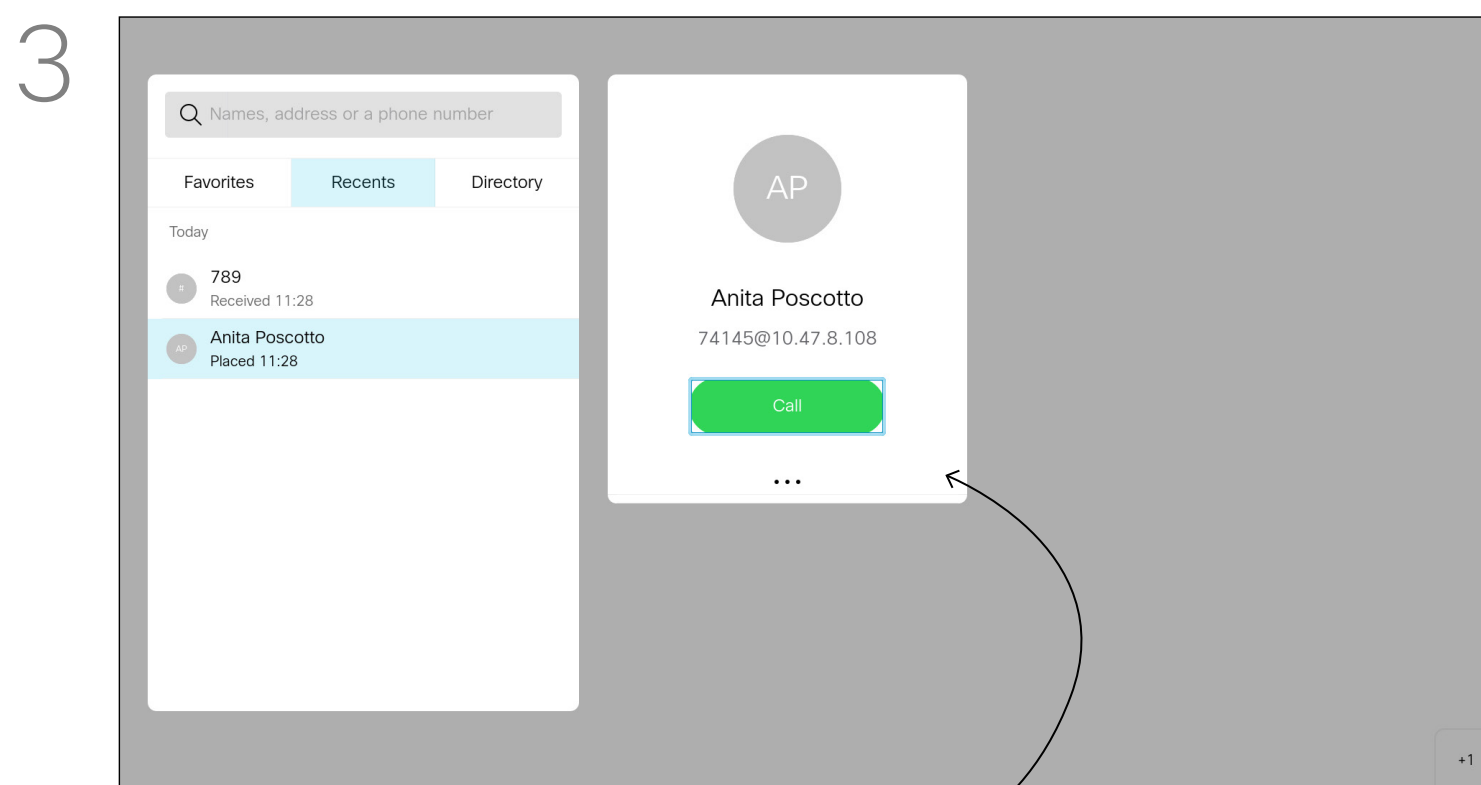 3
Names, address or a phone number
Favorites Recents Directory
Today
#
789
Received 11:28
AP
Anita Poscotto
Placed 11:28
AP
Anita Poscotto
74145@10.47.8.108
Call
+1